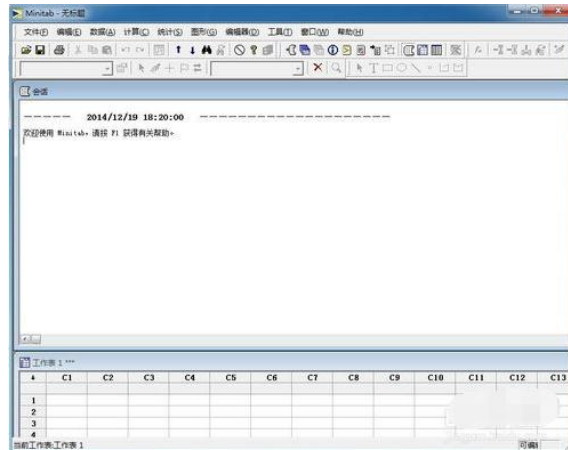 Minitab - 无标题
文件(F) 编辑(E) 数据(A) 计算(C) 统计(S) 图形(G) 编辑器(D) 工具(T) 窗口(W) 帮助(H)
会话
————— 2014/12/19 18:20:00 ————————————————————
欢迎使用 Minitab，请按 F1 获得有关帮助。
工作表 1 ***
C1 C2 C3 C4 C5 C6 C7 C8 C9 C10 C11 C12 C13
1
2
3
4
当前工作表:工作表 1 可编辑